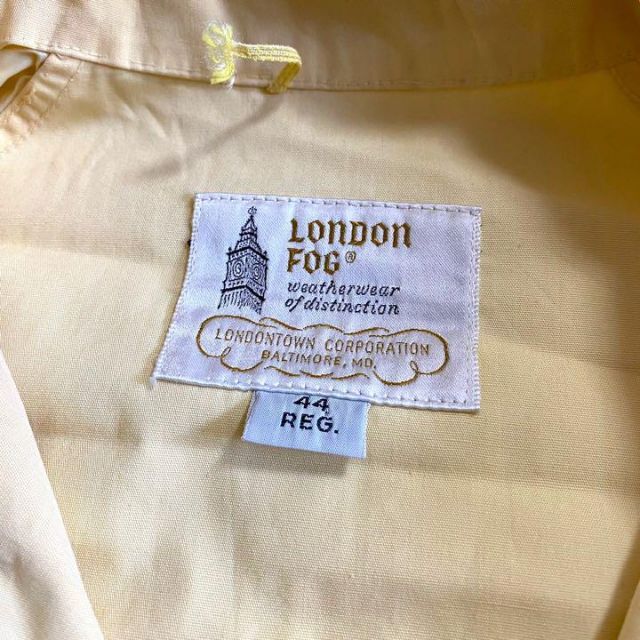 LONDON
FOG®
weatherwear
of distinction
LONDONTOWN CORPORATION
BALTIMORE, MD.
44
REG.